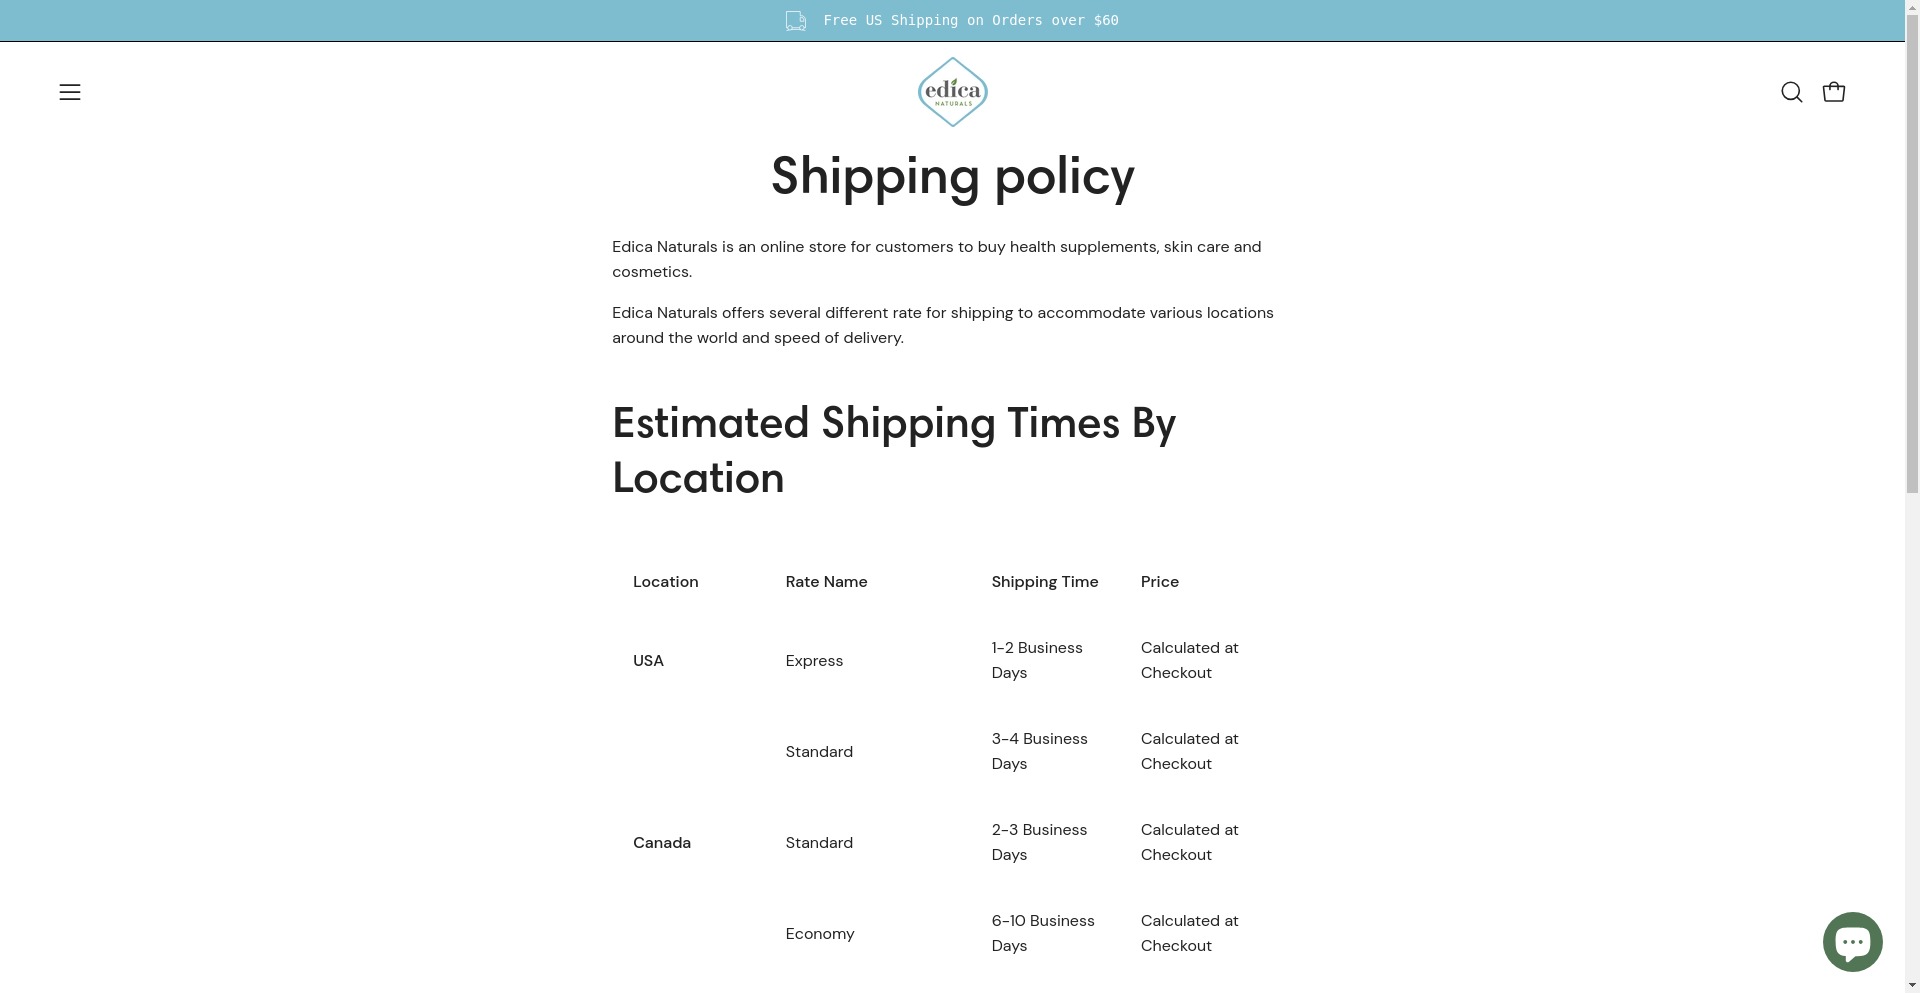 Free US Shipping on Orders over $60
edica
NATURALS
Shipping policy
Edica Naturals is an online store for customers to buy health supplements, skin care and
cosmetics.
Edica Naturals offers several different rate for shipping to accommodate various locations
around the world and speed of delivery.
Estimated Shipping Times By
Location
Location Rate Name Shipping Time Price
USA Express 1-2 Business Days Calculated at Checkout
Standard 3-4 Business Days Calculated at Checkout
Canada Standard 2-3 Business Days Calculated at Checkout
Economy 6-10 Business Days Calculated at Checkout